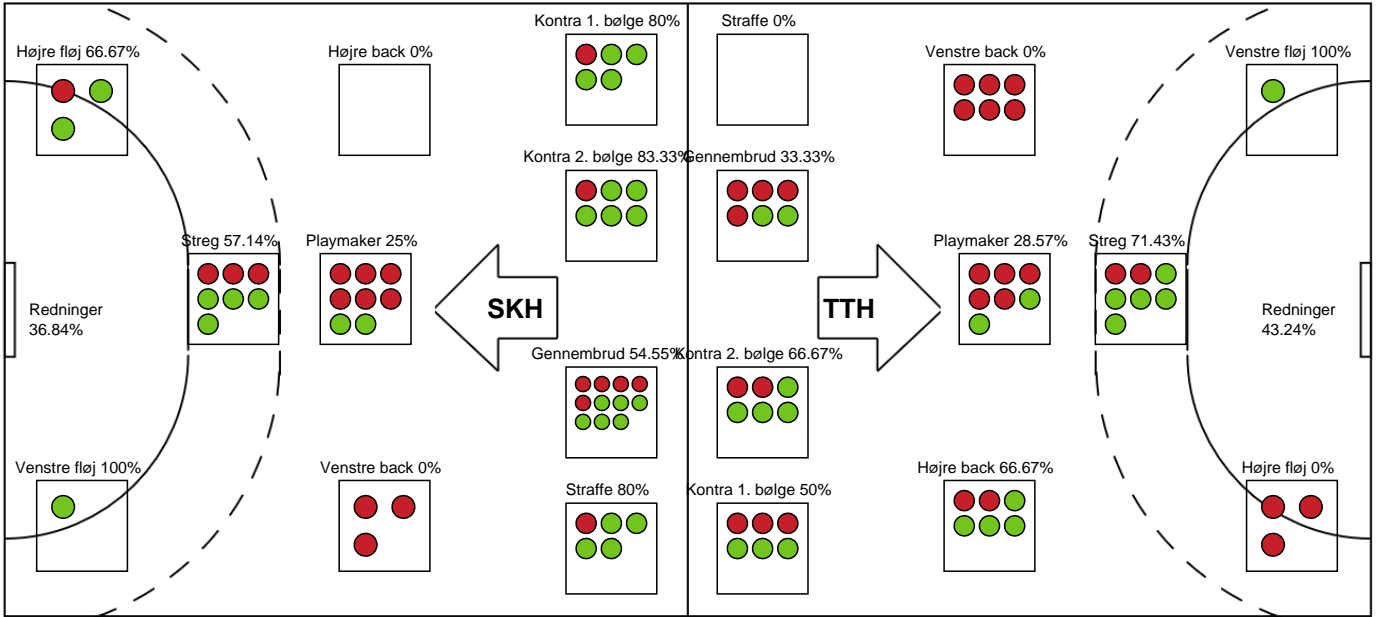 Kontra 1. bølge 80%
Straffe 0%
Højre fløj 66.67%
Højre back 0%
Venstre back 0%
Venstre fløj 100%
Kontra 2. bølge 83.33%
Gennembrud 33.33%
Streg 57.14%
Playmaker 25%
Playmaker 28.57%
Streg 71.43%
SKH
TTH
Redninger
36.84%
Redninger
43.24%
Gennembrud 54.55%
Kontra 2. bølge 66.67%
Venstre fløj 100%
Venstre back 0%
Højre back 66.67%
Højre fløj 0%
Straffe 80%
Kontra 1. bølge 50%